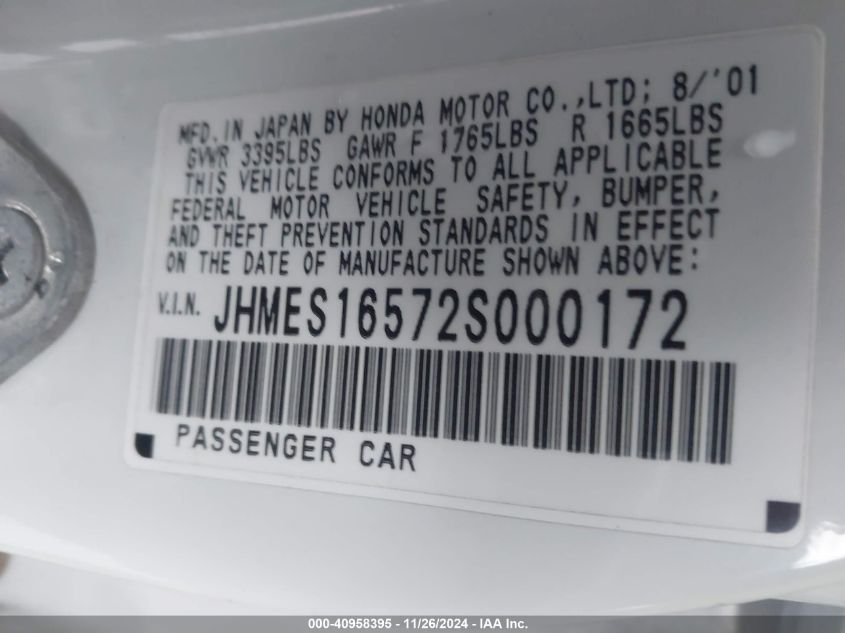 MFD. IN JAPAN BY HONDA MOTOR CO.,LTD; 8/'01
GVWR 3395LBS GAWR F 1765LBS R 1665LBS
THIS VEHICLE CONFORMS TO ALL APPLICABLE
FEDERAL MOTOR VEHICLE SAFETY, BUMPER,
AND THEFT PREVENTION STANDARDS IN EFFECT
ON THE DATE OF MANUFACTURE SHOWN ABOVE:
V.I.N. JHMES16572S000172
PASSENGER CAR
000-40958395 - 11/26/2024 - IAA Inc.